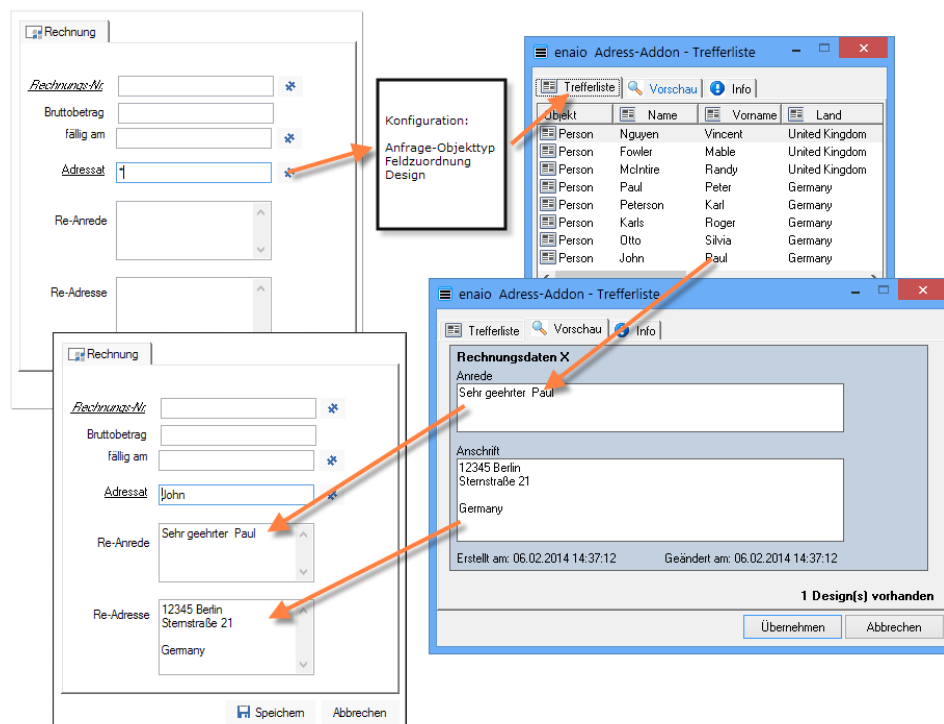 Rechnung
Rechnungs-Nr.
Bruttobetrag
fällig am
Adressat *
Re-Anrede
Re-Adresse
Konfiguration:
Anfrage-Objekttyp
Feldzuordnung
Design
enaio Adress-Addon - Trefferliste
Trefferliste Vorschau Info
Objekt Name Vorname Land
Person Nguyen Vincent United Kingdom
Person Fowler Mable United Kingdom
Person McIntire Randy United Kingdom
Person Paul Peter Germany
Person Peterson Karl Germany
Person Karls Roger Germany
Person Otto Silvia Germany
Person John Paul Germany
enaio Adress-Addon - Trefferliste
Trefferliste Vorschau Info
Rechnungsdaten X
Anrede
Sehr geehrter Paul
Anschrift
12345 Berlin
Sternstraße 21
Germany
Erstellt am: 06.02.2014 14:37:12 Geändert am: 06.02.2014 14:37:12
1 Design(s) vorhanden
Übernehmen Abbrechen
Rechnung
Rechnungs-Nr.
Bruttobetrag
fällig am
Adressat John
Re-Anrede Sehr geehrter Paul
Re-Adresse 12345 Berlin
Sternstraße 21
Germany
Speichern Abbrechen